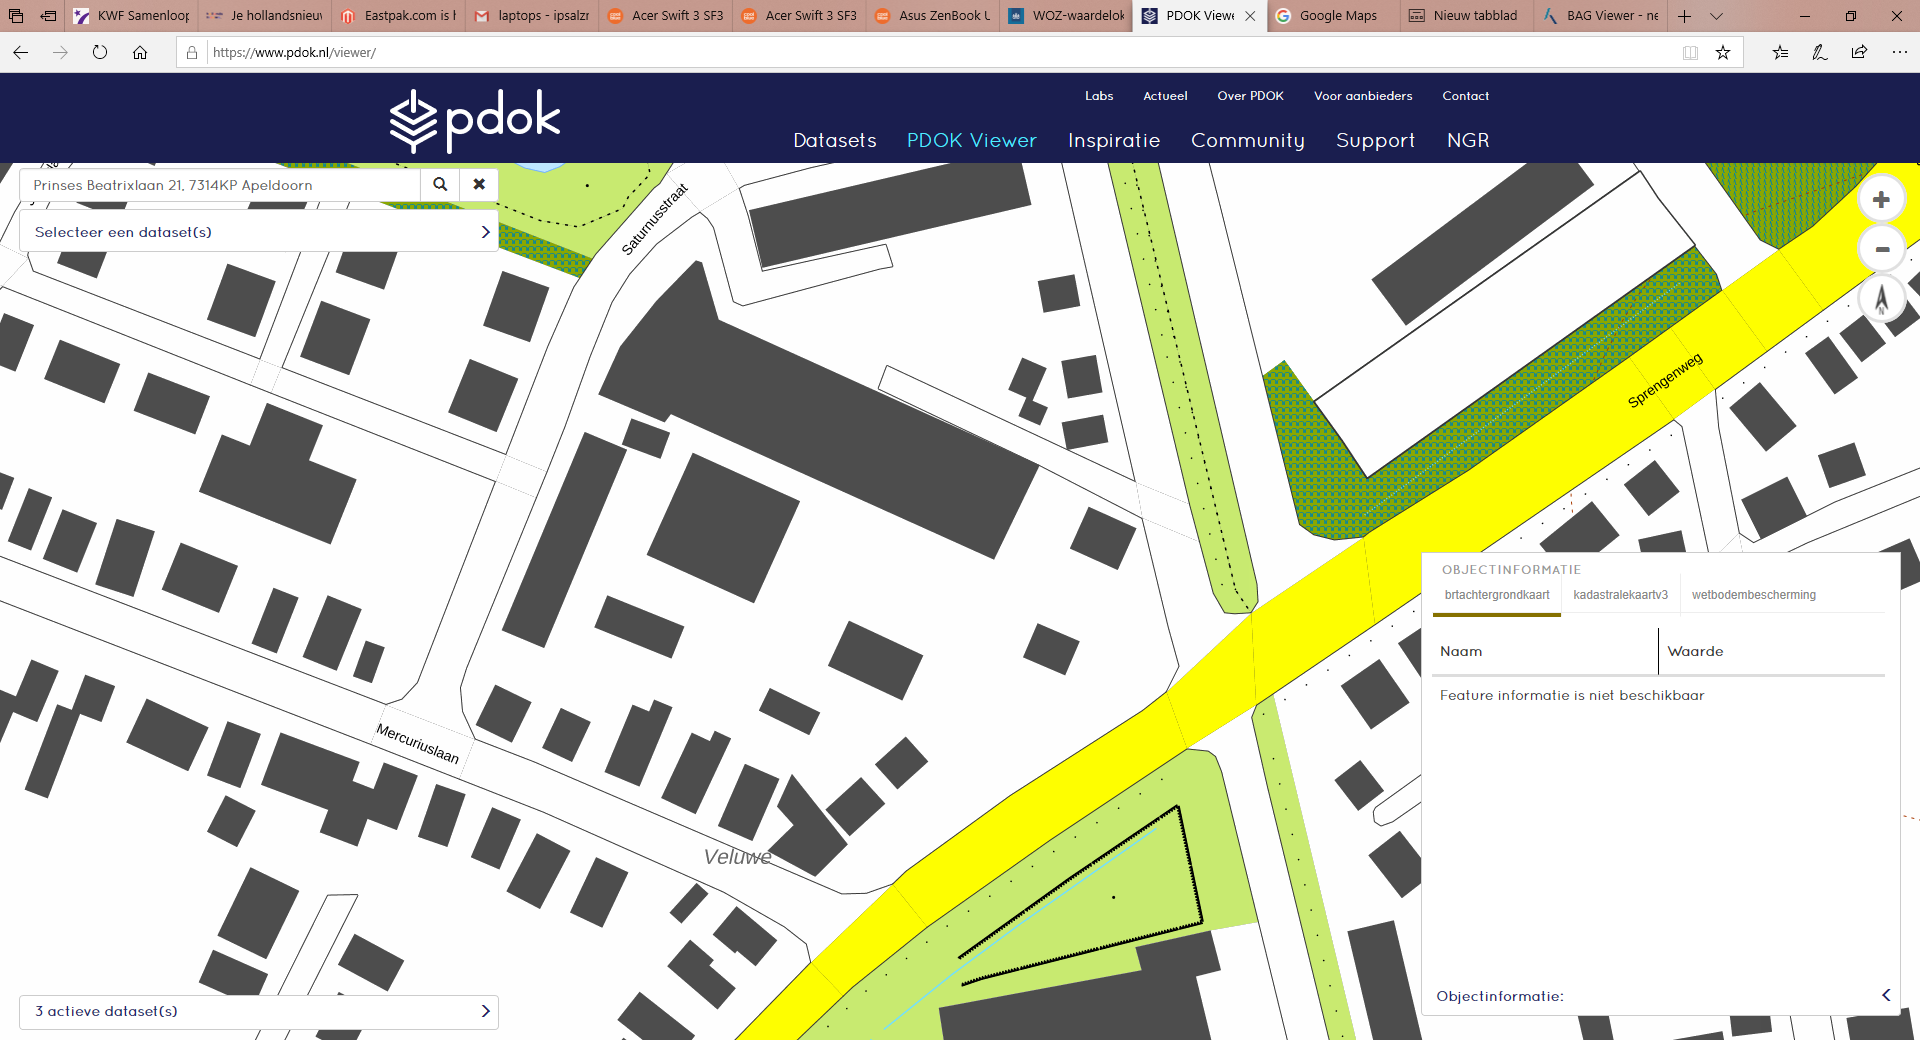 KWF Samenloop
Je hollandsnieuw
Eastpak.com is h
laptops - ipsalzr
Acer Swift 3 SF3
Acer Swift 3 SF3
Asus ZenBook U
WOZ-waardelok
PDOK Viewe
Google Maps
Nieuw tabblad
BAG Viewer - ne
https://www.pdok.nl/viewer/
pdok
Labs
Actueel
Over PDOK
Voor aanbieders
Contact
Datasets
PDOK Viewer
Inspiratie
Community
Support
NGR
Prinses Beatrixlaan 21, 7314KP Apeldoorn
Selecteer een dataset(s)
Saturnusstraat
N
Sprengenweg
Mercuriuslaan
Veluwe
OBJECTINFORMATIE
brtachtergrondkaart
kadastralekaartv3
wetbodembescherming
Naam
Waarde
Feature informatie is niet beschikbaar
Objectinformatie:
3 actieve dataset(s)